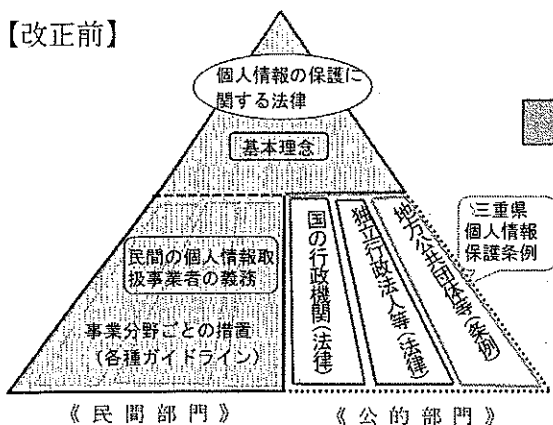 【改正前】
個人情報の保護に
関する法律
基本理念
民間の個人情報取
扱事業者の義務
事業分野ごとの措置
(各種ガイドライン)
国の行政機関(法律)
独立行政法人等(法律)
地方公共団体等(条例)
三重県
個人情報
保護条例
《民間部門》
《公的部門》